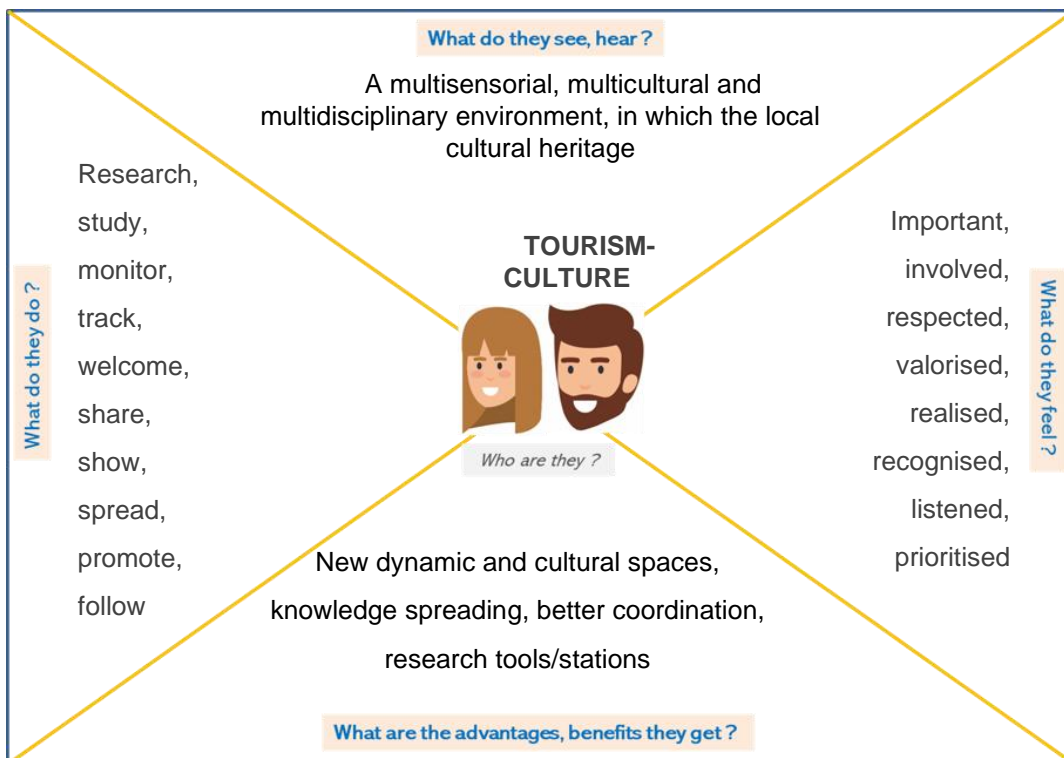 What do they see, hear ?
A multisensorial, multicultural and
multidisciplinary environment, in which the local
cultural heritage
What do they do ?
Research,
study,
monitor,
track,
welcome,
share,
show,
spread,
promote,
follow
TOURISM-
CULTURE
Who are they ?
Important,
involved,
respected,
valorised,
realised,
recognised,
listened,
prioritised
What do they feel ?
New dynamic and cultural spaces,
knowledge spreading, better coordination,
research tools/stations
What are the advantages, benefits they get ?